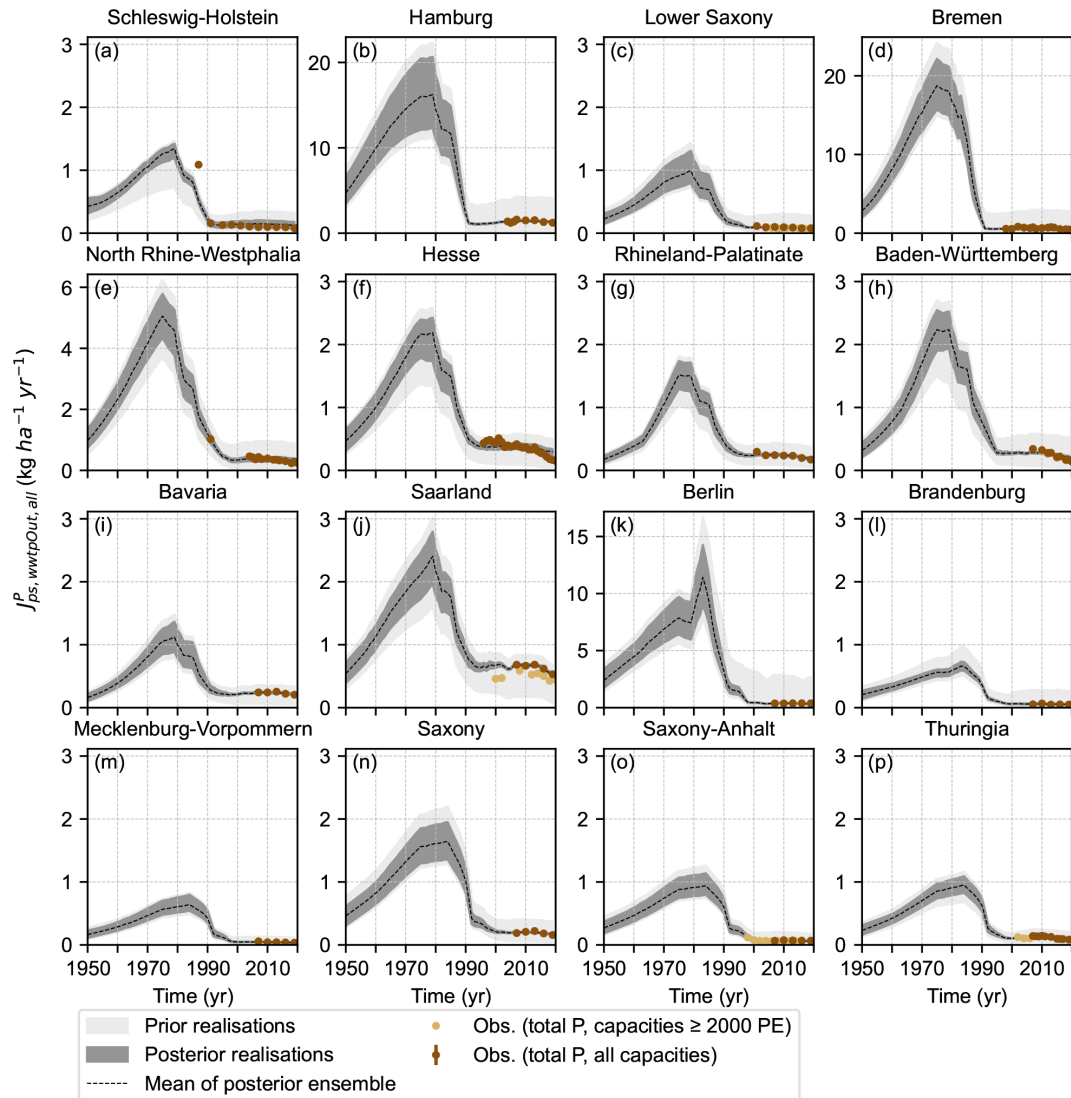 Schleswig-Holstein Hamburg Lower Saxony Bremen
(a) (b) (c) (d)
3 2 1 0
20 10 0
3 2 1 0
20 10 0
North Rhine-Westphalia Hesse Rhineland-Palatinate Baden-Württemberg
(e) (f) (g) (h)
6 4 2 0
3 2 1 0
3 2 1 0
3 2 1 0
J^P_ps,wwtpOut,all (kg ha⁻¹ yr⁻¹)
Bavaria Saarland Berlin Brandenburg
(i) (j) (k) (l)
3 2 1 0
3 2 1 0
15 10 5 0
3 2 1 0
Mecklenburg-Vorpommern Saxony Saxony-Anhalt Thuringia
(m) (n) (o) (p)
3 2 1 0
3 2 1 0
3 2 1 0
3 2 1 0
1950 1970 1990 2010 1950 1970 1990 2010 1950 1970 1990 2010 1950 1970 1990 2010
Time (yr) Time (yr) Time (yr) Time (yr)
Prior realisations
Posterior realisations
Mean of posterior ensemble
Obs. (total P, capacities ≥ 2000 PE)
Obs. (total P, all capacities)